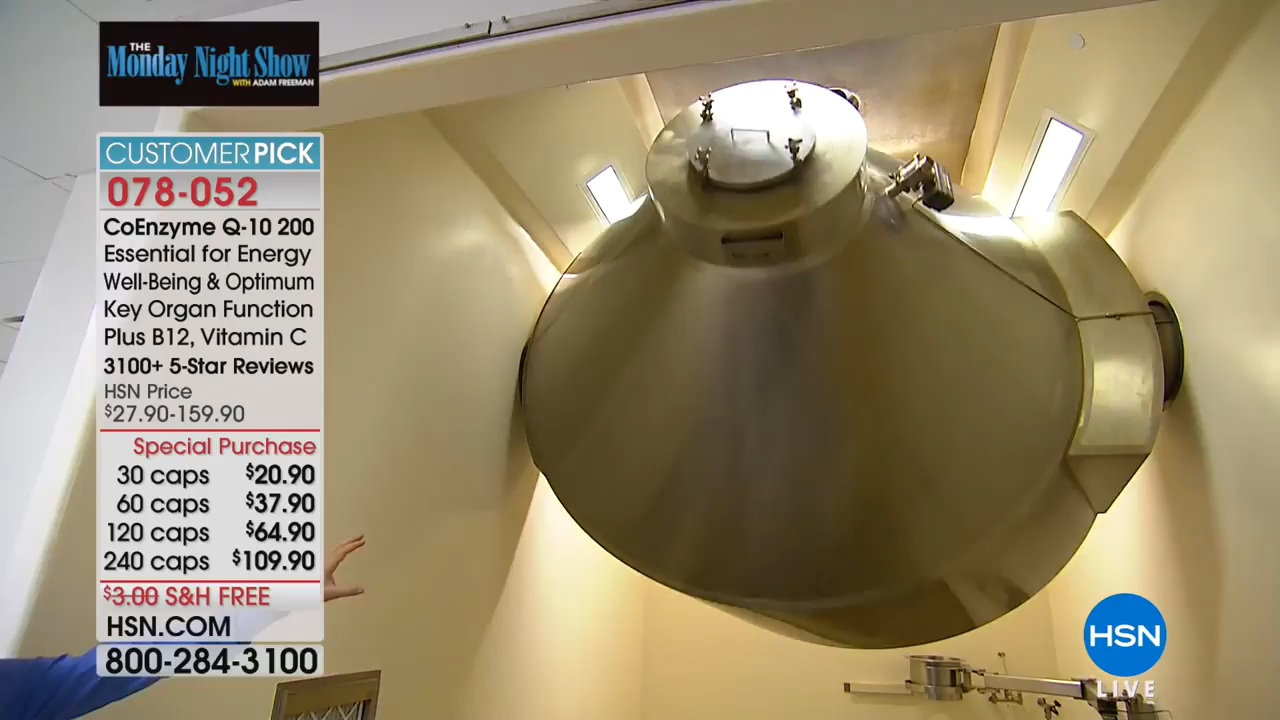 THE
Monday Night Show
WITH ADAM FREEMAN
CUSTOMER PICK
078-052
CoEnzyme Q-10 200
Essential for Energy
Well-Being & Optimum
Key Organ Function
Plus B12, Vitamin C
3100+ 5-Star Reviews
HSN Price
$27.90-159.90
Special Purchase
30 caps $20.90
60 caps $37.90
120 caps $64.90
240 caps $109.90
$3.00 S&H FREE
HSN.COM
800-284-3100
HSN
LIVE